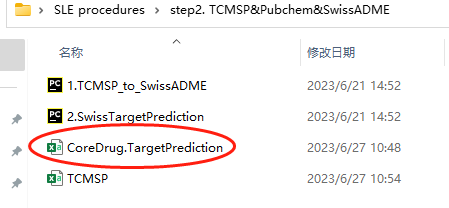 SLE procedures › step2. TCMSP&Pubchem&SwissADME
名称 修改日期
PC 1.TCMSP_to_SwissADME 2023/6/21 14:52
PC 2.SwissTargetPrediction 2023/6/21 14:52
CoreDrug.TargetPrediction 2023/6/27 10:48
TCMSP 2023/6/27 10:54